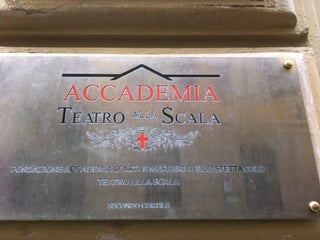 ACCADEMIA
TEATRO ALLA SCALA
FONDAZIONE ACCADEMIA D'ARTI E MESTIERI DELLO SPETTACOLO
TEATRO ALLA SCALA
SECONDO CORTILE